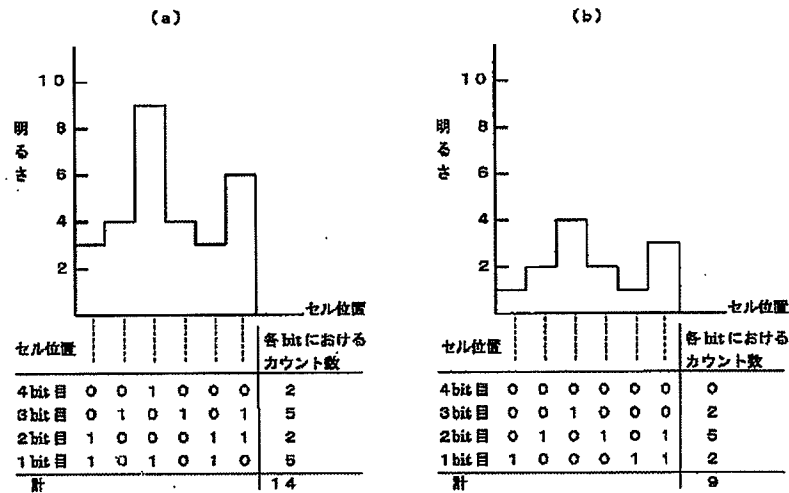 (a)
10
8
6
4
2
明るさ
セル位置
セル位置
各bitにおける
カウント数
4bit目 0 0 1 0 0 0 2
3bit目 0 1 0 1 0 1 5
2bit目 1 0 0 0 1 1 2
1bit目 1 0 1 0 1 0 5
計 14
(b)
10
8
6
4
2
明るさ
セル位置
セル位置
各bitにおける
カウント数
4bit目 0 0 0 0 0 0 0
3bit目 0 0 1 0 0 0 2
2bit目 0 1 0 1 0 1 5
1bit目 1 0 0 0 1 1 2
計 9